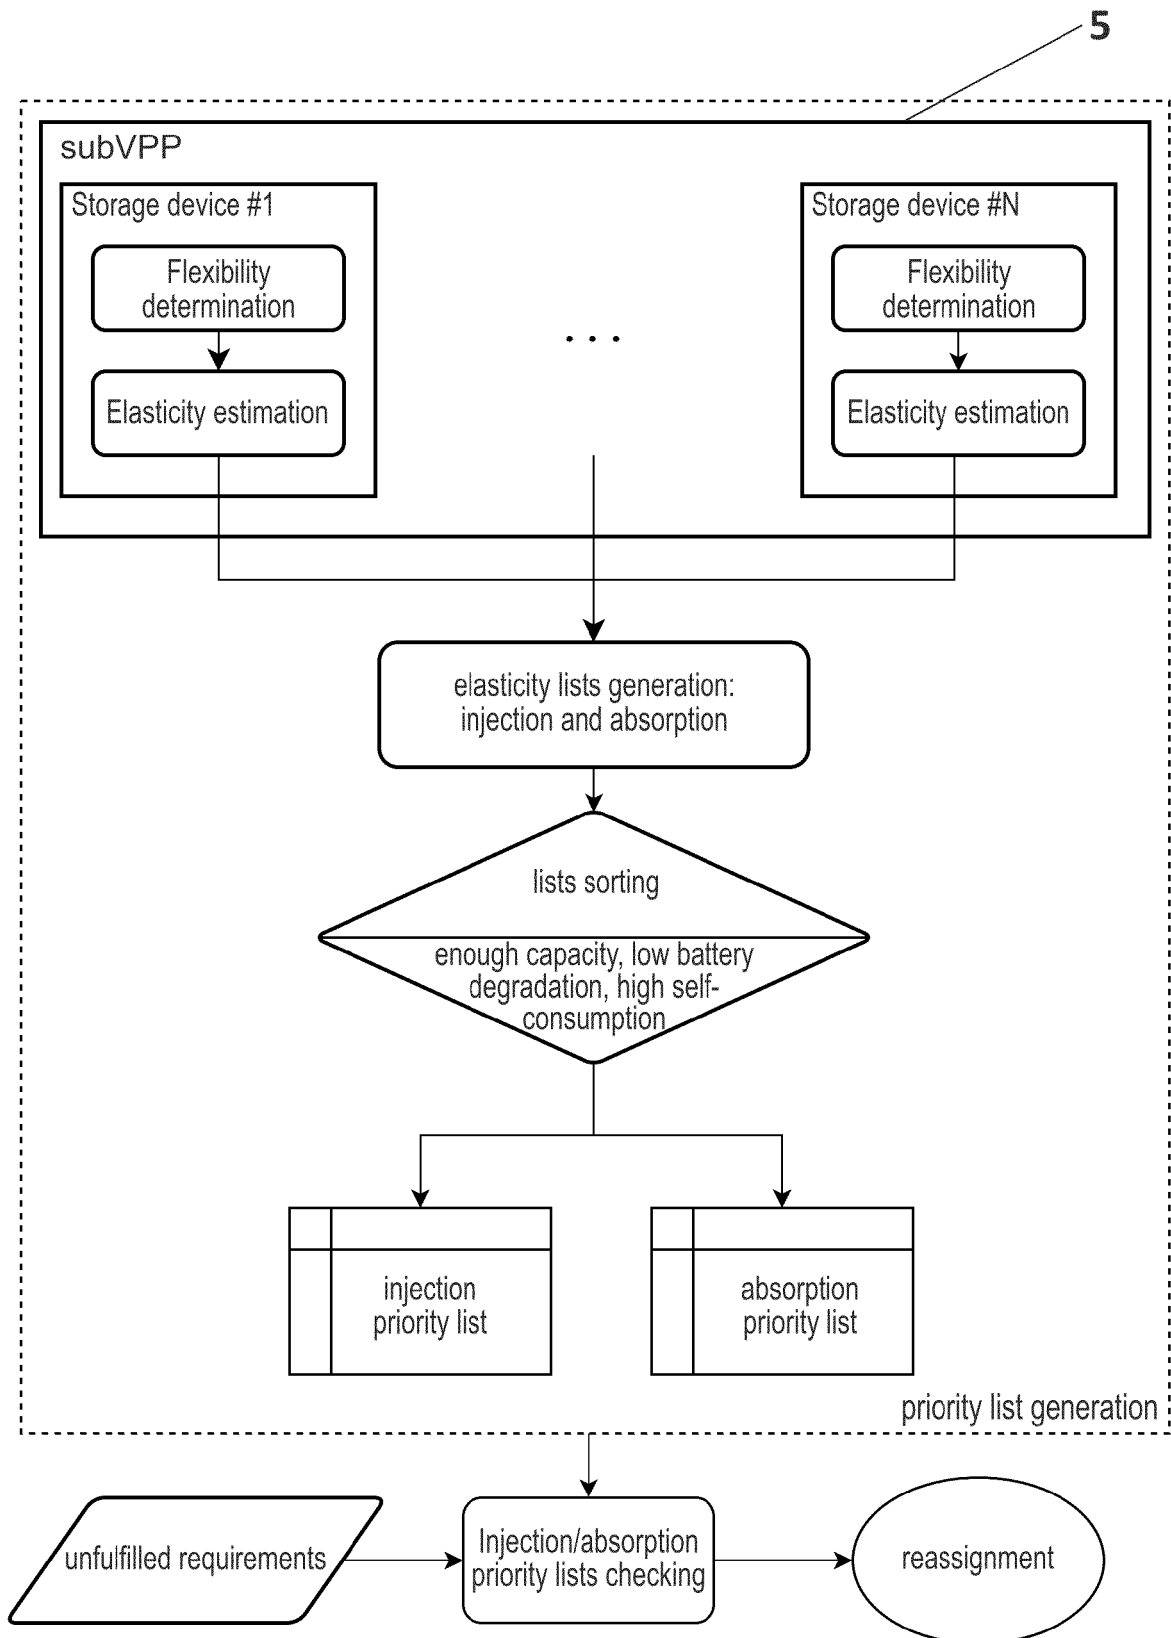 5
subVPP
Storage device #1
Flexibility
determination
Elasticity estimation
...
Storage device #N
Flexibility
determination
Elasticity estimation
elasticity lists generation:
injection and absorption
lists sorting
enough capacity, low battery
degradation, high self-
consumption
injection
priority list
absorption
priority list
priority list generation
unfulfilled requirements
Injection/absorption
priority lists checking
reassignment